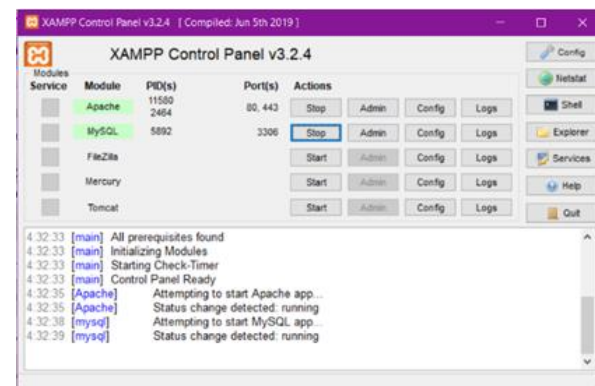 XAMPP Control Panel v3.2.4 [ Compiled: Jun 5th 2019 ]
XAMPP Control Panel v3.2.4
Config
Modules
Service Module PID(s) Port(s) Actions
Netstat
Apache 11580 2464 80, 443 Stop Admin Config Logs
Shell
MySQL 5892 3306 Stop Admin Config Logs
Explorer
FileZilla Start Admin Config Logs
Services
Mercury Start Admin Config Logs
Help
Tomcat Start Admin Config Logs
Quit
4:32:33 [main] All prerequisites found
4:32:33 [main] Initializing Modules
4:32:33 [main] Starting Check-Timer
4:32:33 [main] Control Panel Ready
4:32:35 [Apache] Attempting to start Apache app...
4:32:35 [Apache] Status change detected: running
4:32:38 [mysql] Attempting to start MySQL app...
4:32:39 [mysql] Status change detected: running